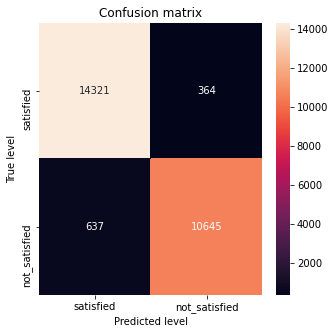 Confusion matrix
14321 364
637 10645
satisfied
not_satisfied
True level
satisfied not_satisfied
Predicted level
14000
12000
10000
8000
6000
4000
2000